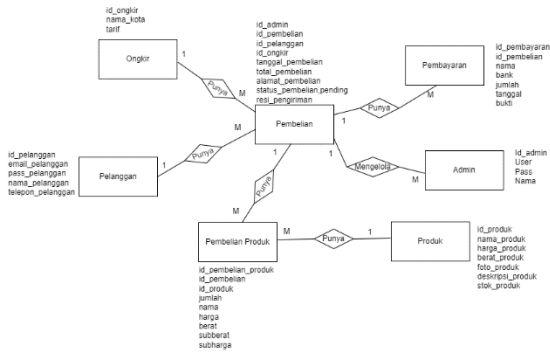 id_ongkir
nama_kota
tarif
Ongkir
1
Punya
M
id_admin
id_pembelian
id_pelanggan
id_ongkir
tanggal_pembelian
total_pembelian
alamat_pembelian
status_pembelian,pending
resi_pengiriman
Pembelian
1
Punya
M
Pembayaran
id_pembayaran
id_pembelian
nama
bank
jumlah
tanggal
bukti
id_pelanggan
email_pelanggan
pass_pelanggan
nama_pelanggan
telepon_pelanggan
Pelanggan
1
Punya
M
1
Mengelola
M
Admin
Id_admin
User
Pass
Nama
1
Punya
M
Pembelian Produk
M
Punya
1
Produk
id_produk
nama_produk
harga_produk
berat_produk
foto_produk
deskripsi_produk
stok_produk
id_pembelian_produk
id_pembelian
id_produk
jumlah
nama
harga
berat
subberat
subharga